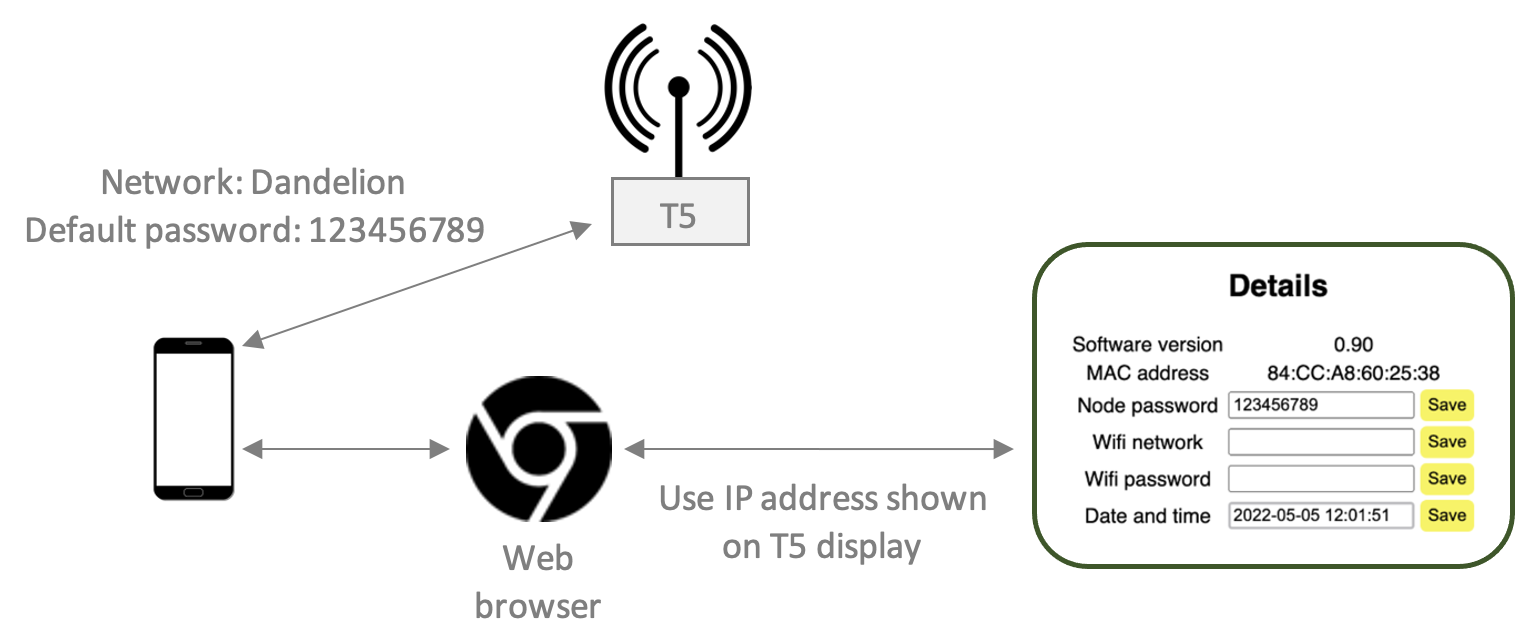 Network: Dandelion
Default password: 123456789
T5
Web
browser
Use IP address shown
on T5 display
Details
Software version 0.90
MAC address 84:CC:A8:60:25:38
Node password 123456789 Save
Wifi network Save
Wifi password Save
Date and time 2022-05-05 12:01:51 Save